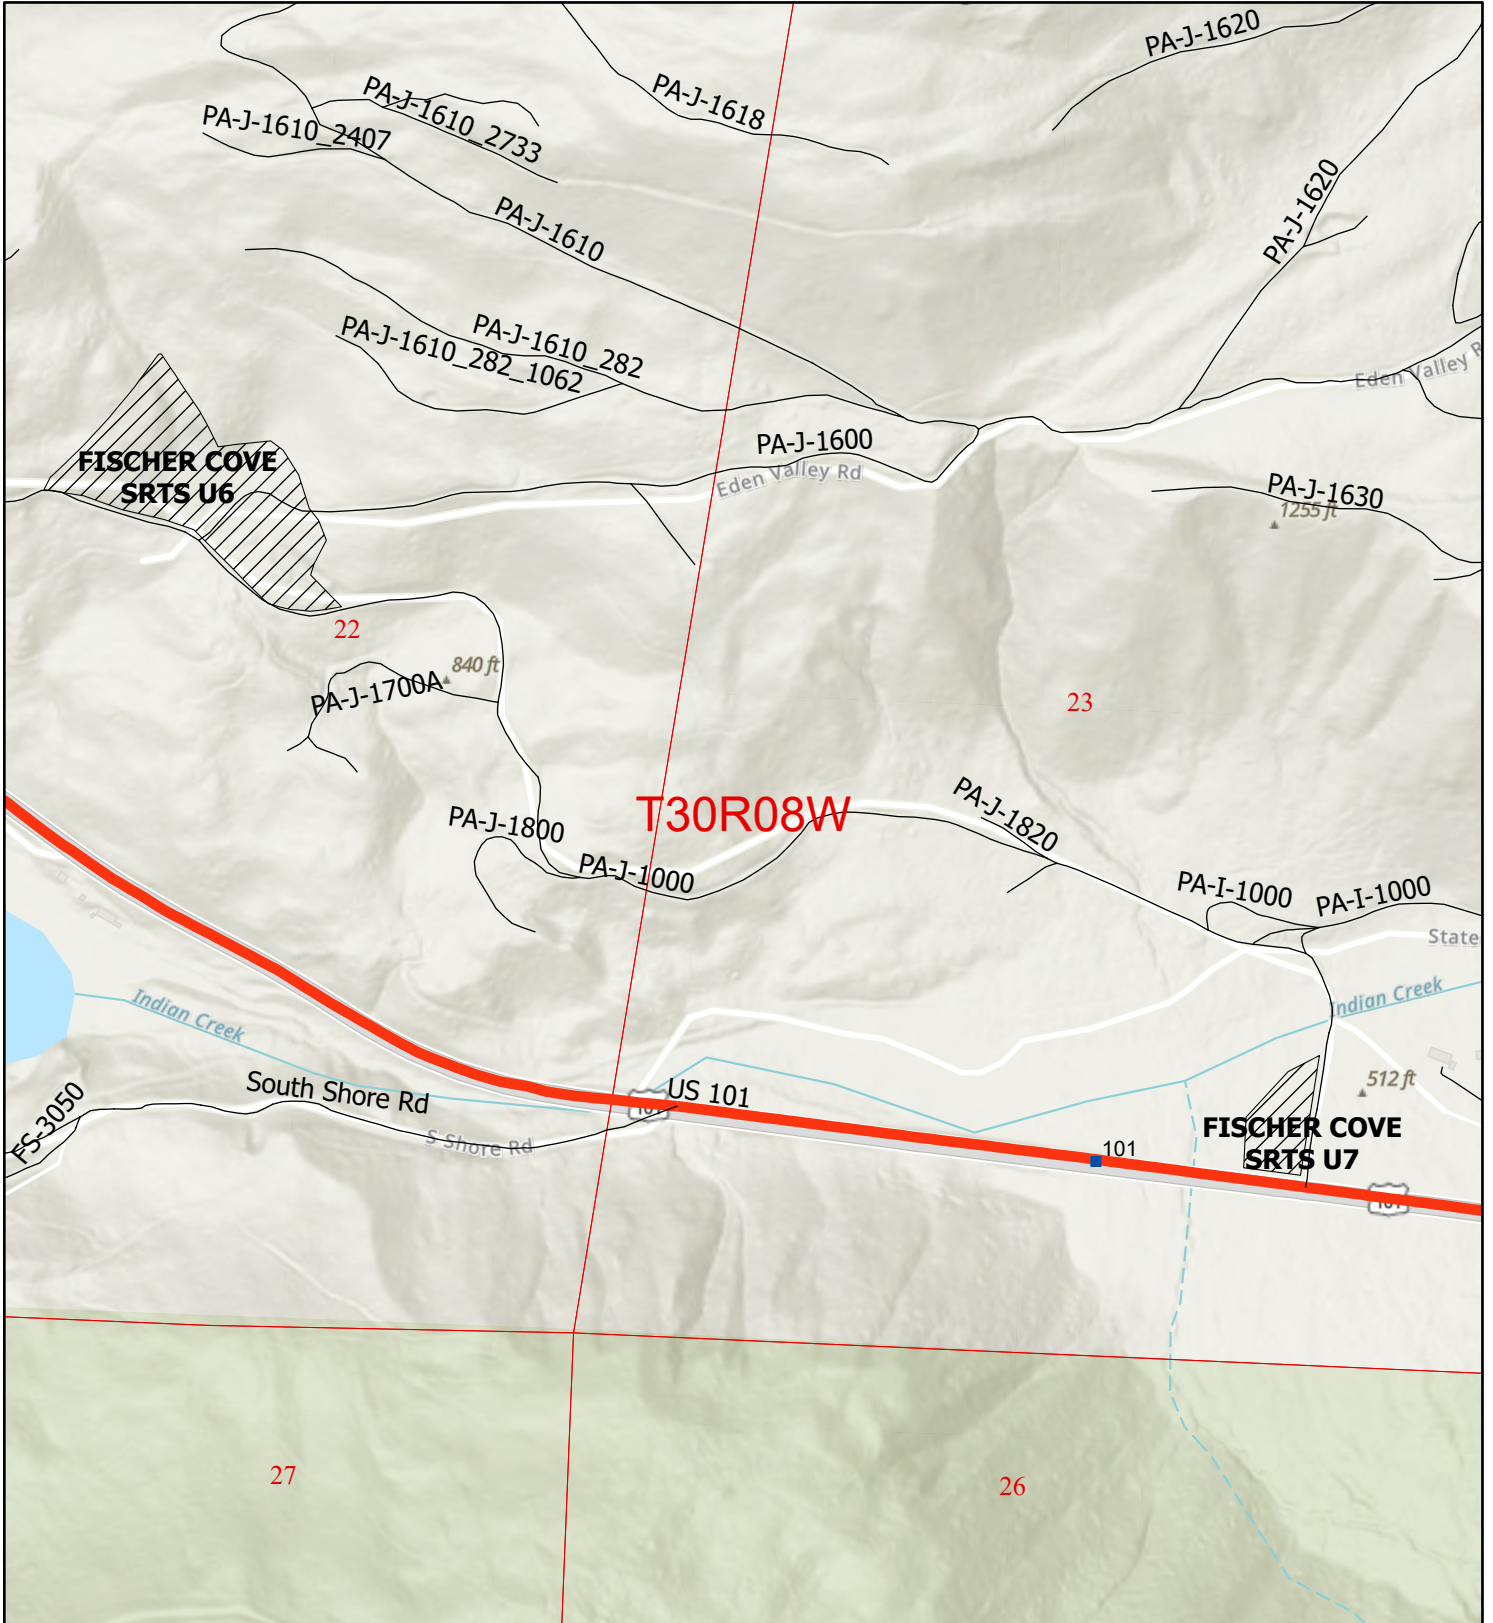 PA-J-1620
PA-J-1618
PA-J-1610_2733
PA-J-1610_2407
PA-J-1620
PA-J-1610
PA-J-1610_282
PA-J-1610_282_1062
Eden Valley R
PA-J-1600
Eden Valley Rd
FISCHER COVE
SRTS U6
PA-J-1630
1255 ft
22
840 ft
PA-J-1700A
23
T30R08W
PA-J-1800
PA-J-1820
PA-J-1000
PA-I-1000
PA-I-1000
State
Indian Creek
Indian Creek
512 ft
South Shore Rd
US 101
101
FS-3050
S Shore Rd
101
FISCHER COVE
SRTS U7
101
27
26